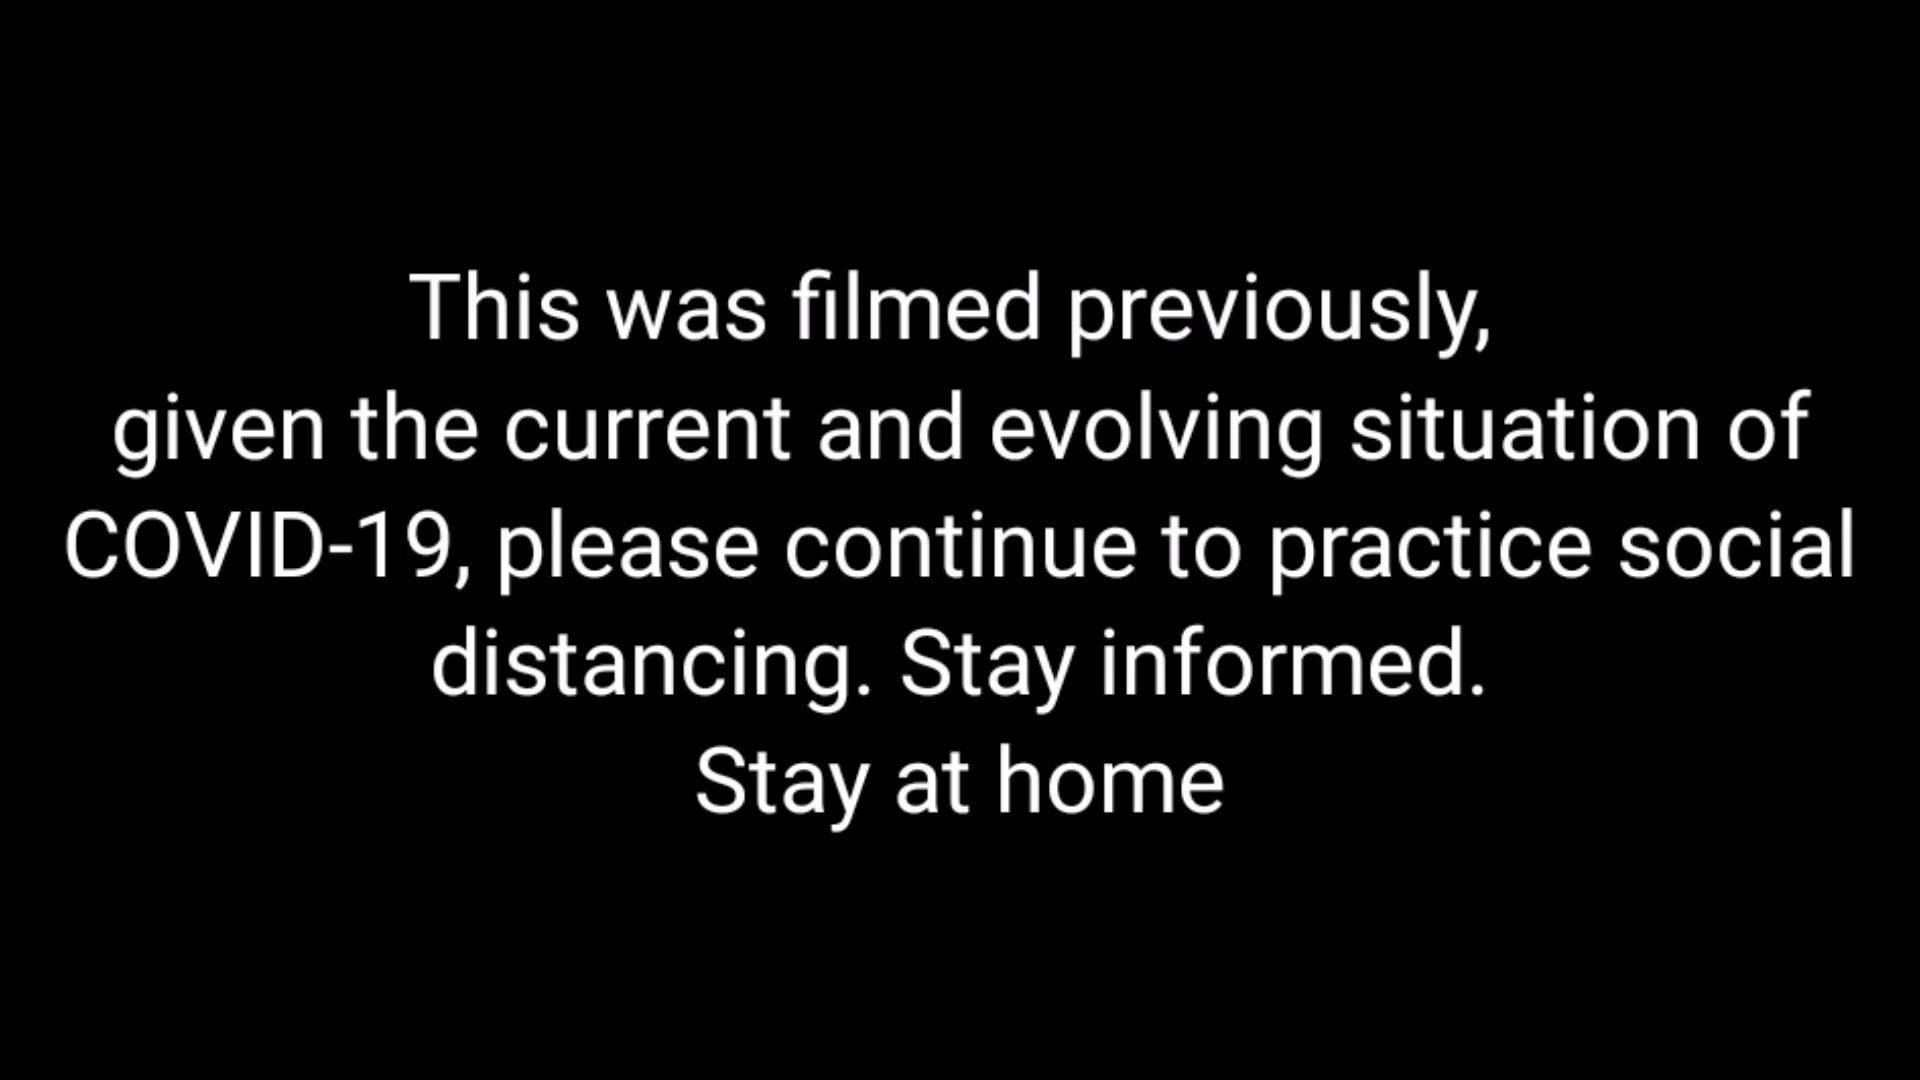 This was filmed previously,
given the current and evolving situation of
COVID-19, please continue to practice social
distancing. Stay informed.
Stay at home